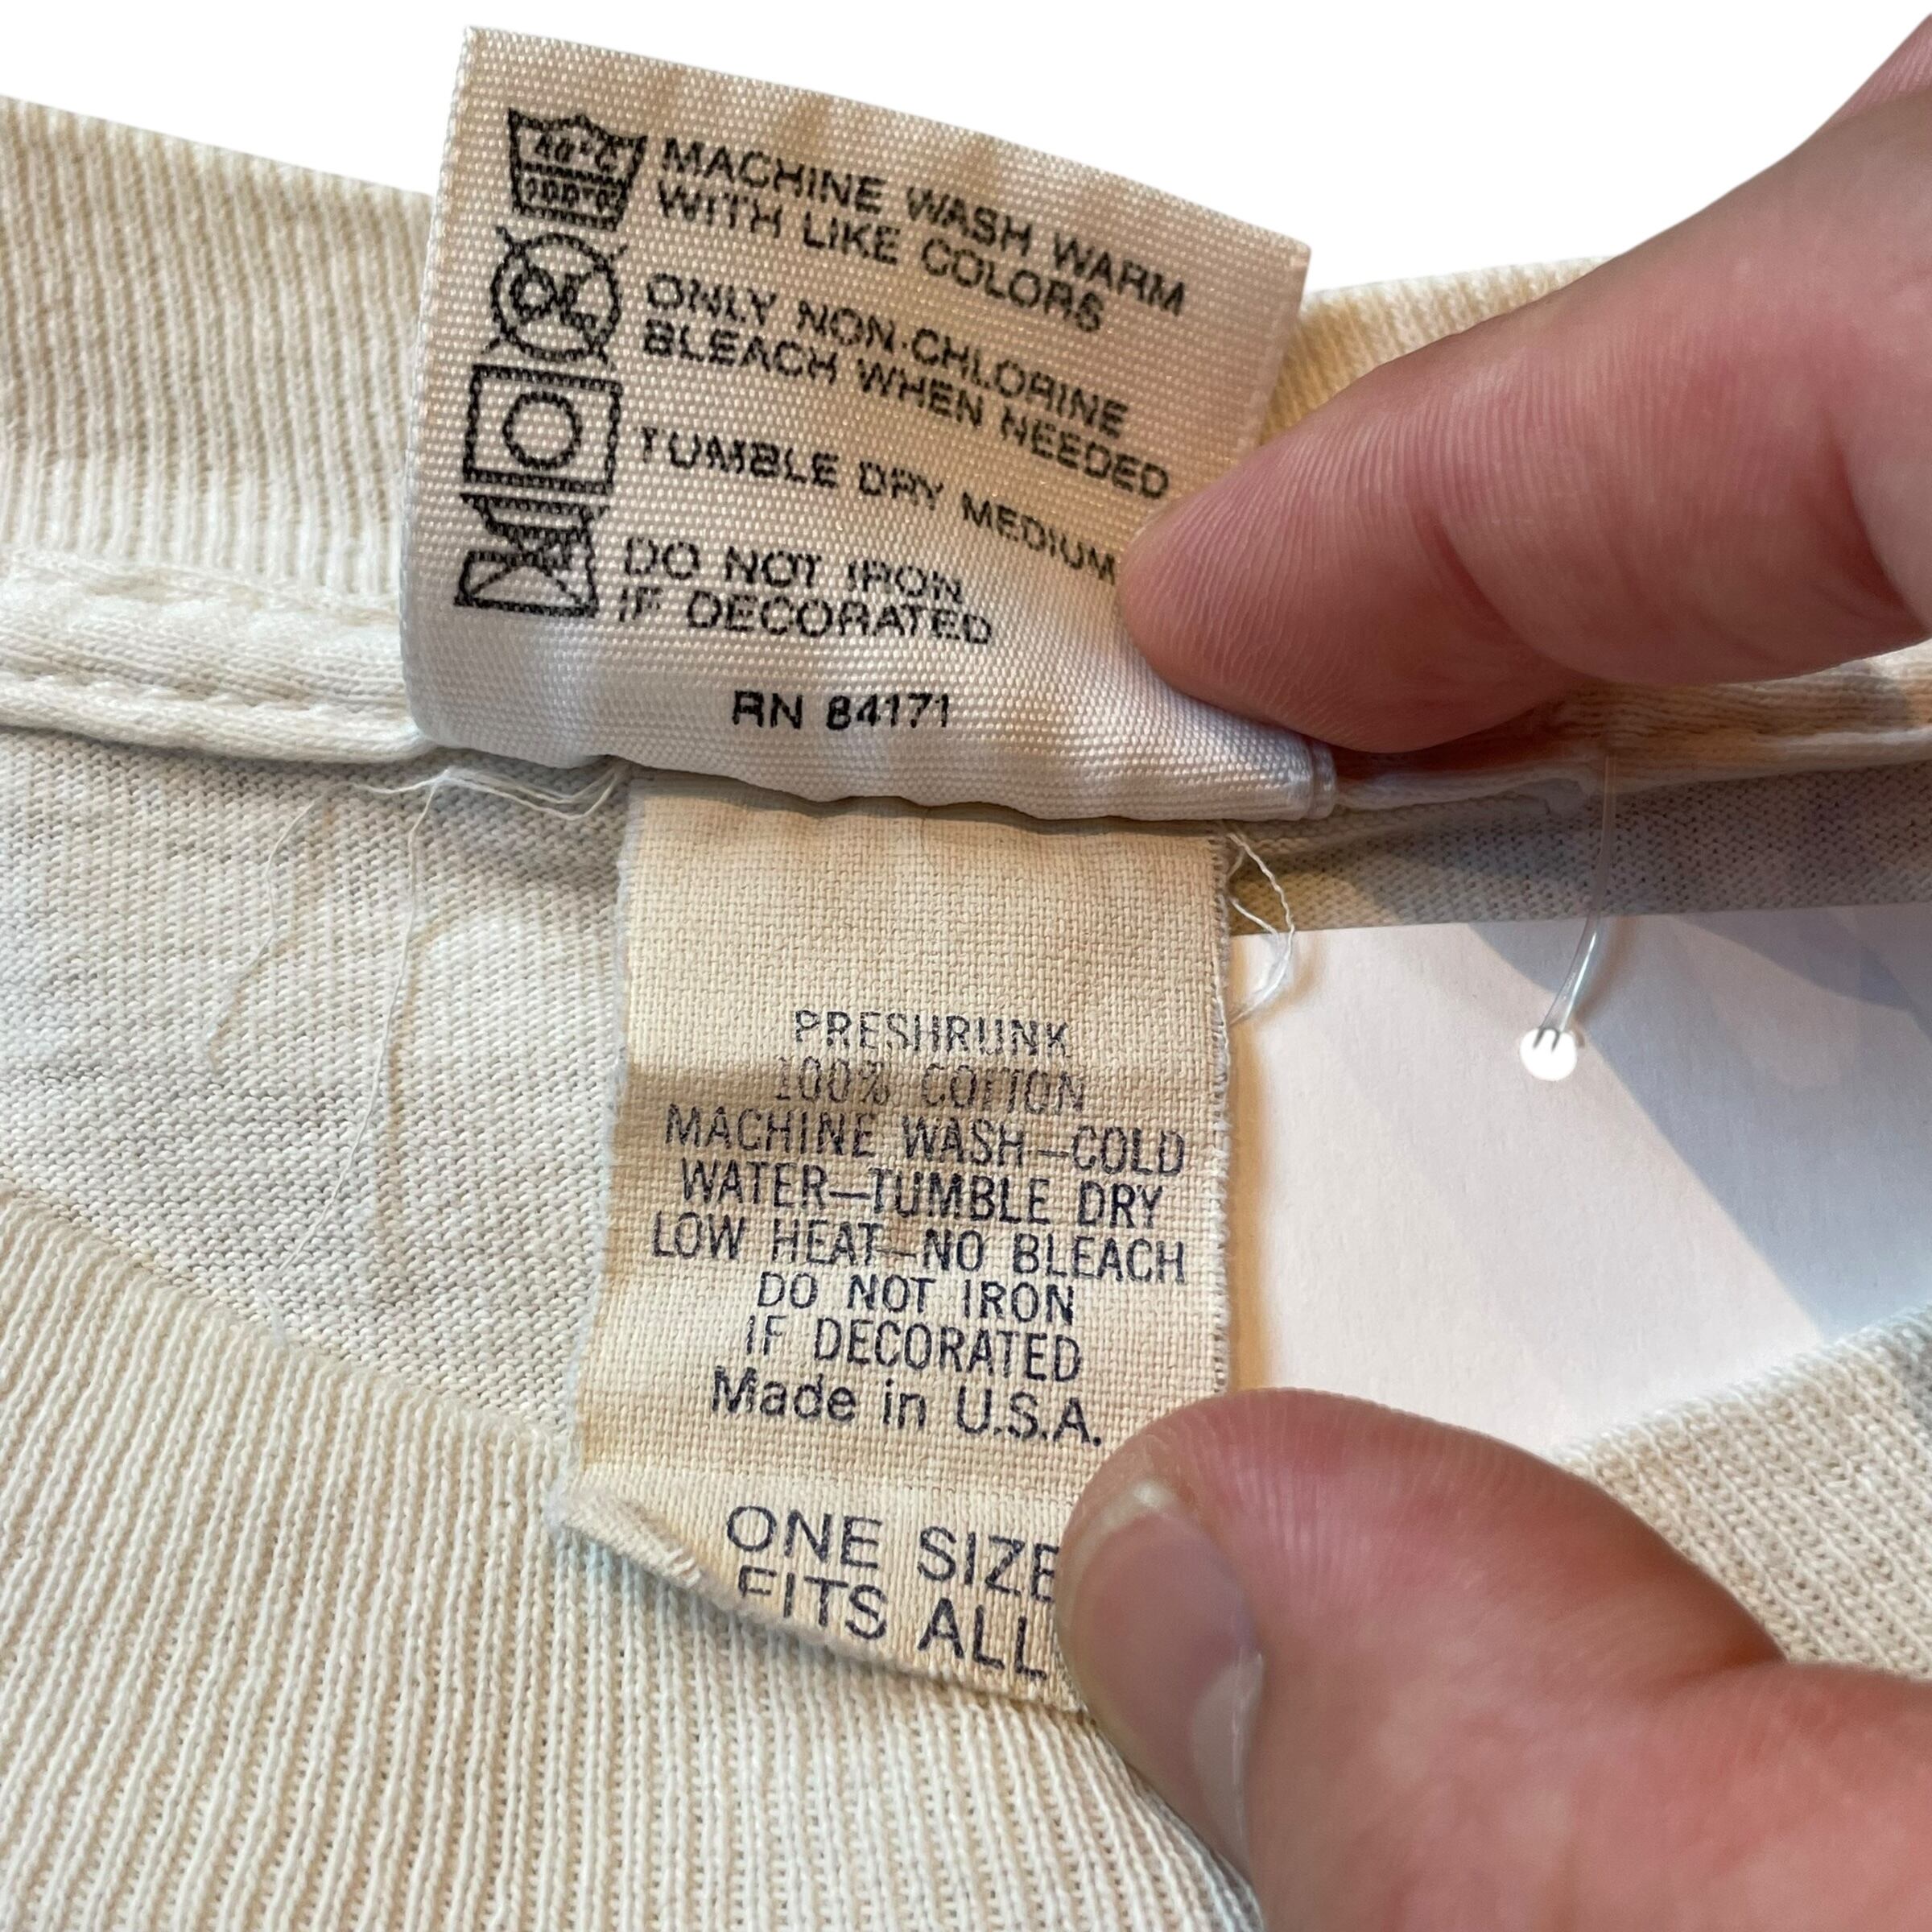 40°C
100°F
MACHINE WASH WARM
WITH LIKE COLORS
CL
ONLY NON-CHLORINE
BLEACH WHEN NEEDED
TUMBLE DRY MEDIUM
DO NOT IRON
IF DECORATED
RN 84171
PRESHRUNK
100% COTTON
MACHINE WASH—COLD
WATER—TUMBLE DRY
LOW HEAT—NO BLEACH
DO NOT IRON
IF DECORATED
Made in U.S.A.
ONE SIZE
FITS ALL